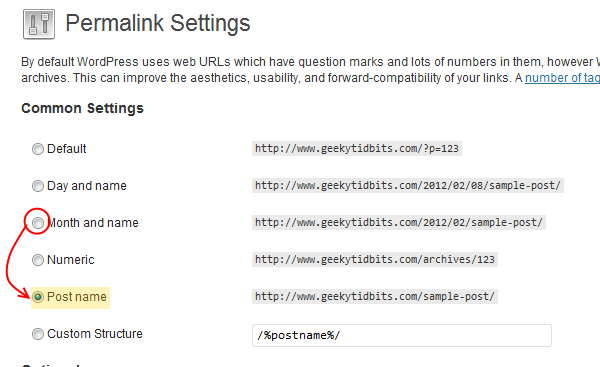 Permalink Settings
By default WordPress uses web URLs which have question marks and lots of numbers in them, however
archives. This can improve the aesthetics, usability, and forward-compatibility of your links. A number of tag
Common Settings
Default http://www.geekytidbits.com/?p=123
Day and name http://www.geekytidbits.com/2012/02/08/sample-post/
Month and name http://www.geekytidbits.com/2012/02/sample-post/
Numeric http://www.geekytidbits.com/archives/123
Post name http://www.geekytidbits.com/sample-post/
Custom Structure /%postname%/